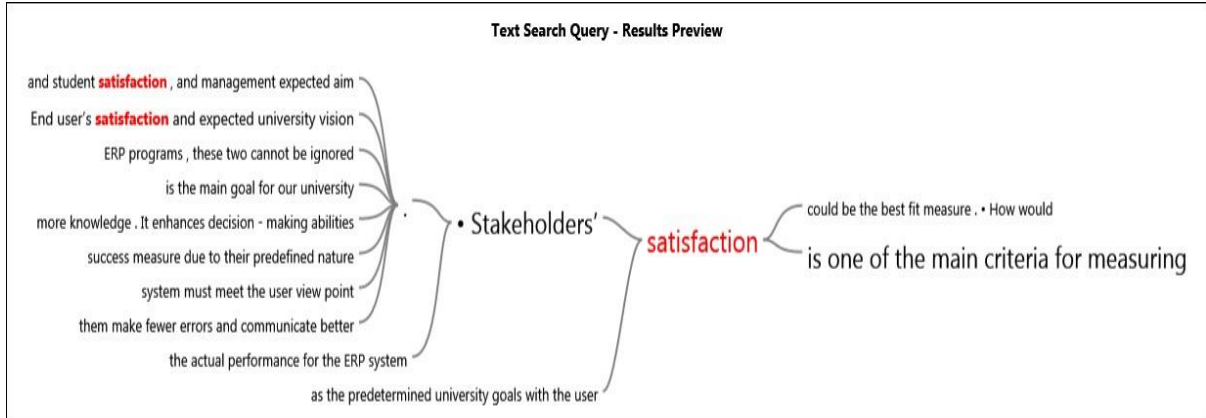 Text Search Query - Results Preview
and student satisfaction , and management expected aim
End user's satisfaction and expected university vision
ERP programs , these two cannot be ignored
is the main goal for our university
more knowledge . It enhances decision - making abilities
success measure due to their predefined nature
system must meet the user view point
them make fewer errors and communicate better
.
the actual performance for the ERP system
• Stakeholders'
as the predetermined university goals with the user
satisfaction
could be the best fit measure . • How would
is one of the main criteria for measuring